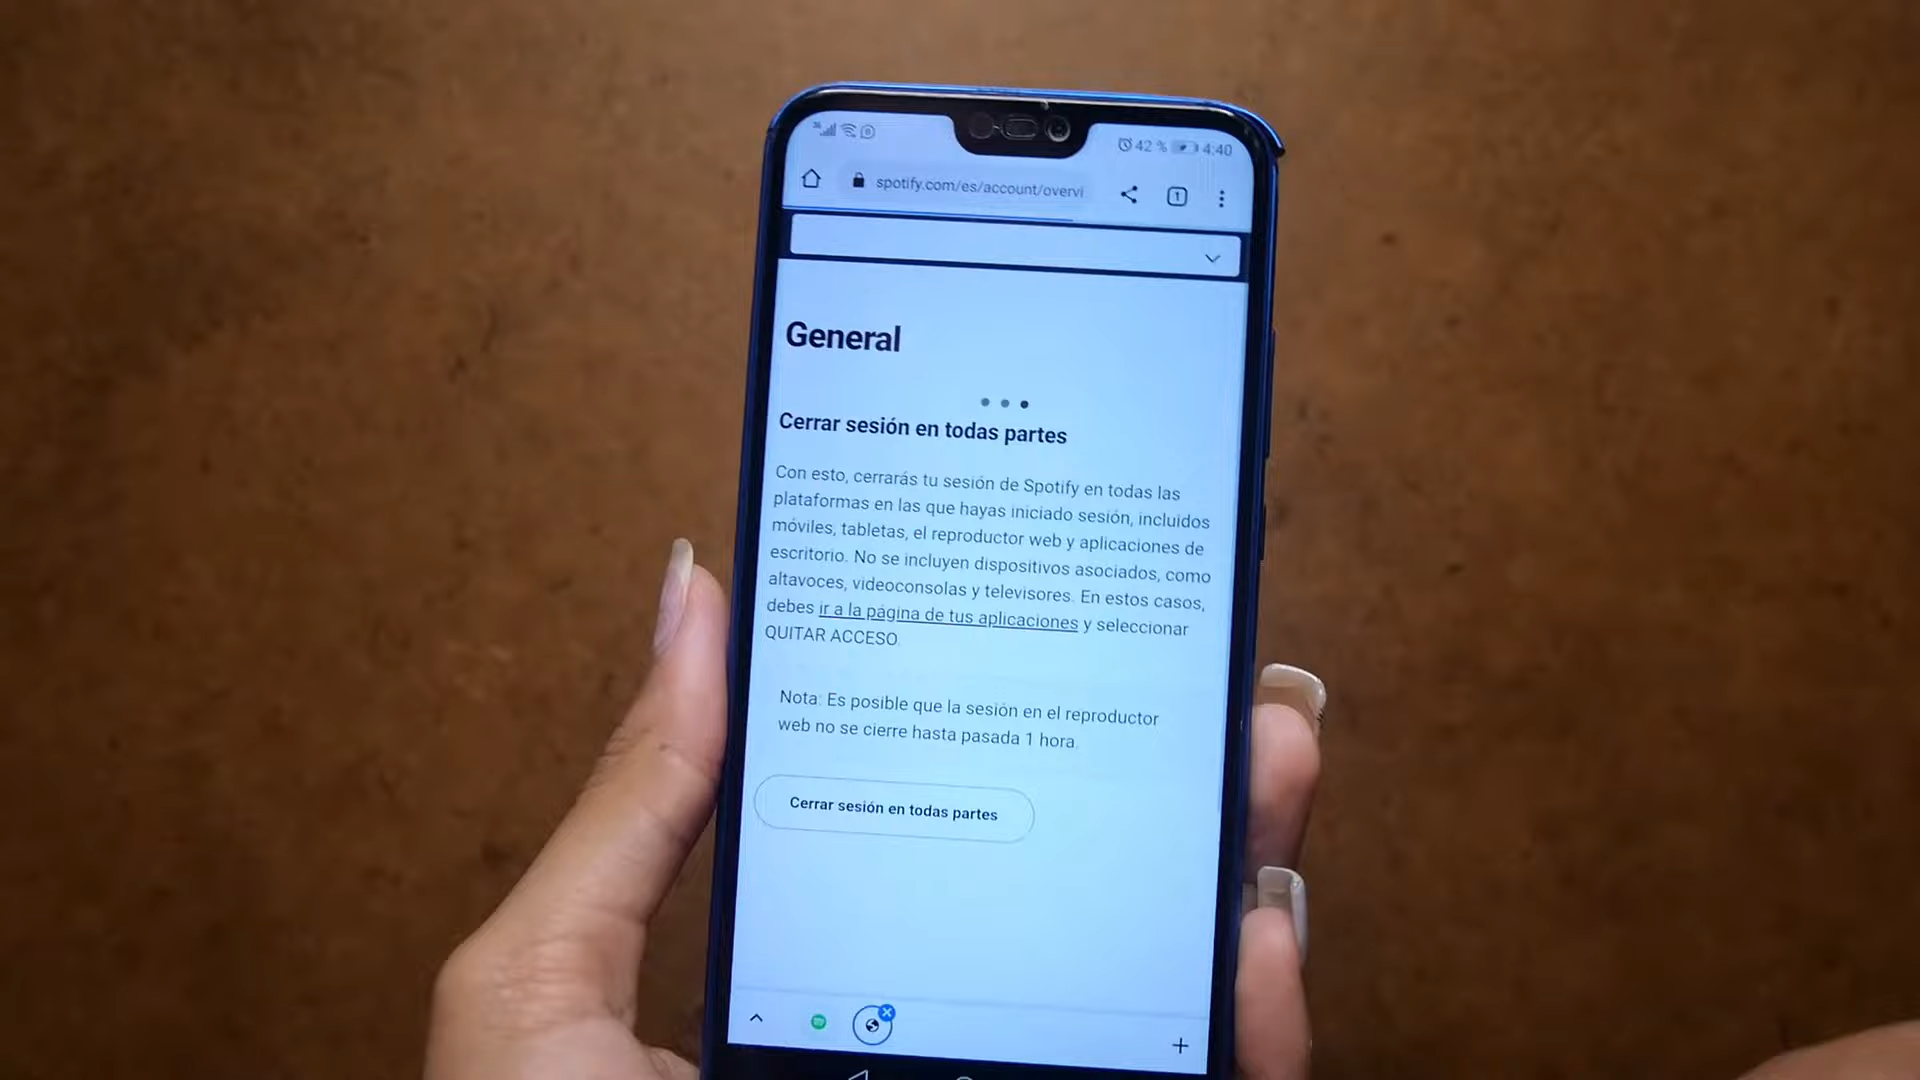 3G 42 % 4:40
spotify.com/es/account/overvi
1
General
Cerrar sesión en todas partes
Con esto, cerrarás tu sesión de Spotify en todas las
plataformas en las que hayas iniciado sesión, incluidos
móviles, tabletas, el reproductor web y aplicaciones de
escritorio. No se incluyen dispositivos asociados, como
altavoces, videoconsolas y televisores. En estos casos,
debes ir a la página de tus aplicaciones y seleccionar
QUITAR ACCESO.
Nota: Es posible que la sesión en el reproductor
web no se cierre hasta pasada 1 hora.
Cerrar sesión en todas partes